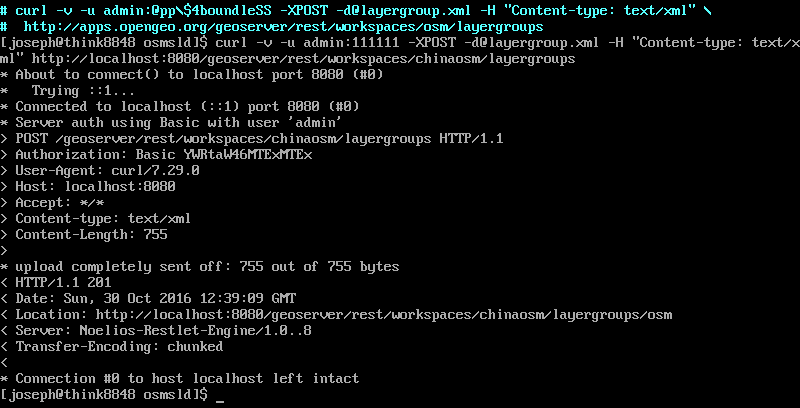 # curl -v -u admin:@pp\$4boundleSS -XPOST -d@layergroup.xml -H "Content-type: text/xml" \
#  http://apps.opengeo.org/geoserver/rest/workspaces/osm/layergroups
[joseph@think8848 osmsld]$ curl -v -u admin:111111 -XPOST -d@layergroup.xml -H "Content-type: text/x
ml" http://localhost:8080/geoserver/rest/workspaces/chinaosm/layergroups
* About to connect() to localhost port 8080 (#0)
*   Trying ::1...
* Connected to localhost (::1) port 8080 (#0)
* Server auth using Basic with user 'admin'
> POST /geoserver/rest/workspaces/chinaosm/layergroups HTTP/1.1
> Authorization: Basic YWRtaW46MTExMTEx
> User-Agent: curl/7.29.0
> Host: localhost:8080
> Accept: */*
> Content-type: text/xml
> Content-Length: 755
>
* upload completely sent off: 755 out of 755 bytes
< HTTP/1.1 201
< Date: Sun, 30 Oct 2016 12:39:09 GMT
< Location: http://localhost:8080/geoserver/rest/workspaces/chinaosm/layergroups/osm
< Server: Noelios-Restlet-Engine/1.0..8
< Transfer-Encoding: chunked
<
* Connection #0 to host localhost left intact
[joseph@think8848 osmsld]$ _